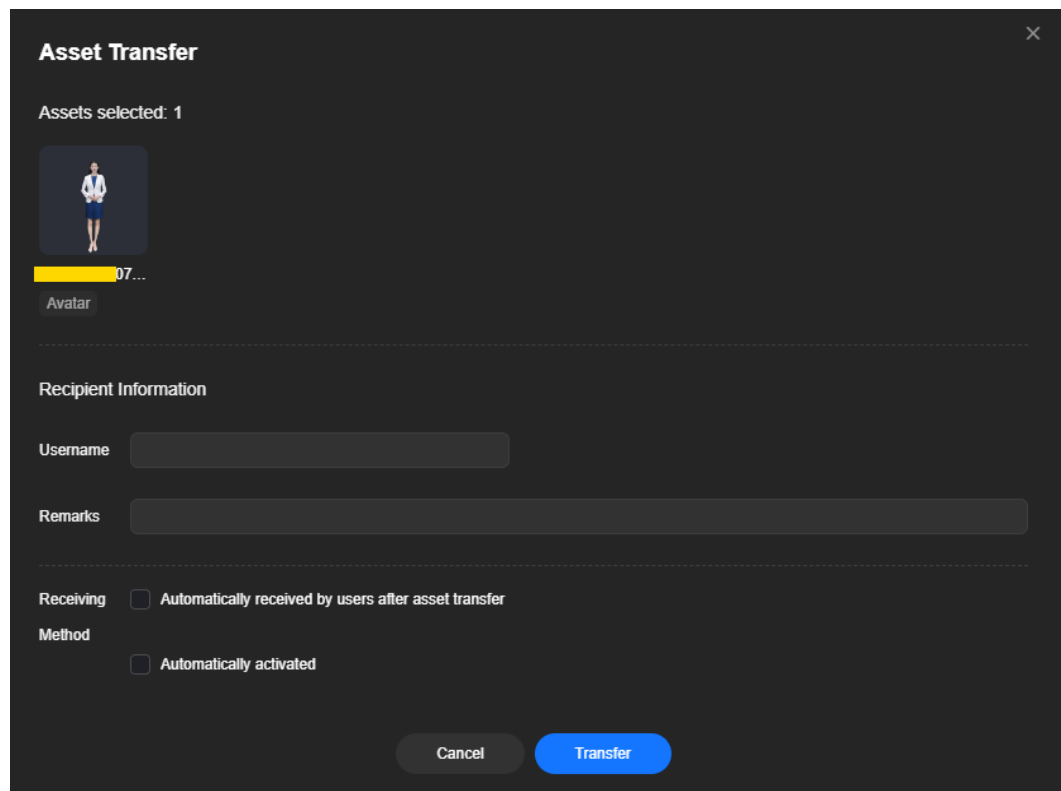 Asset Transfer
Assets selected: 1
07...
Avatar
Recipient Information
Username
Remarks
Receiving Method
Automatically received by users after asset transfer
Automatically activated
Cancel
Transfer